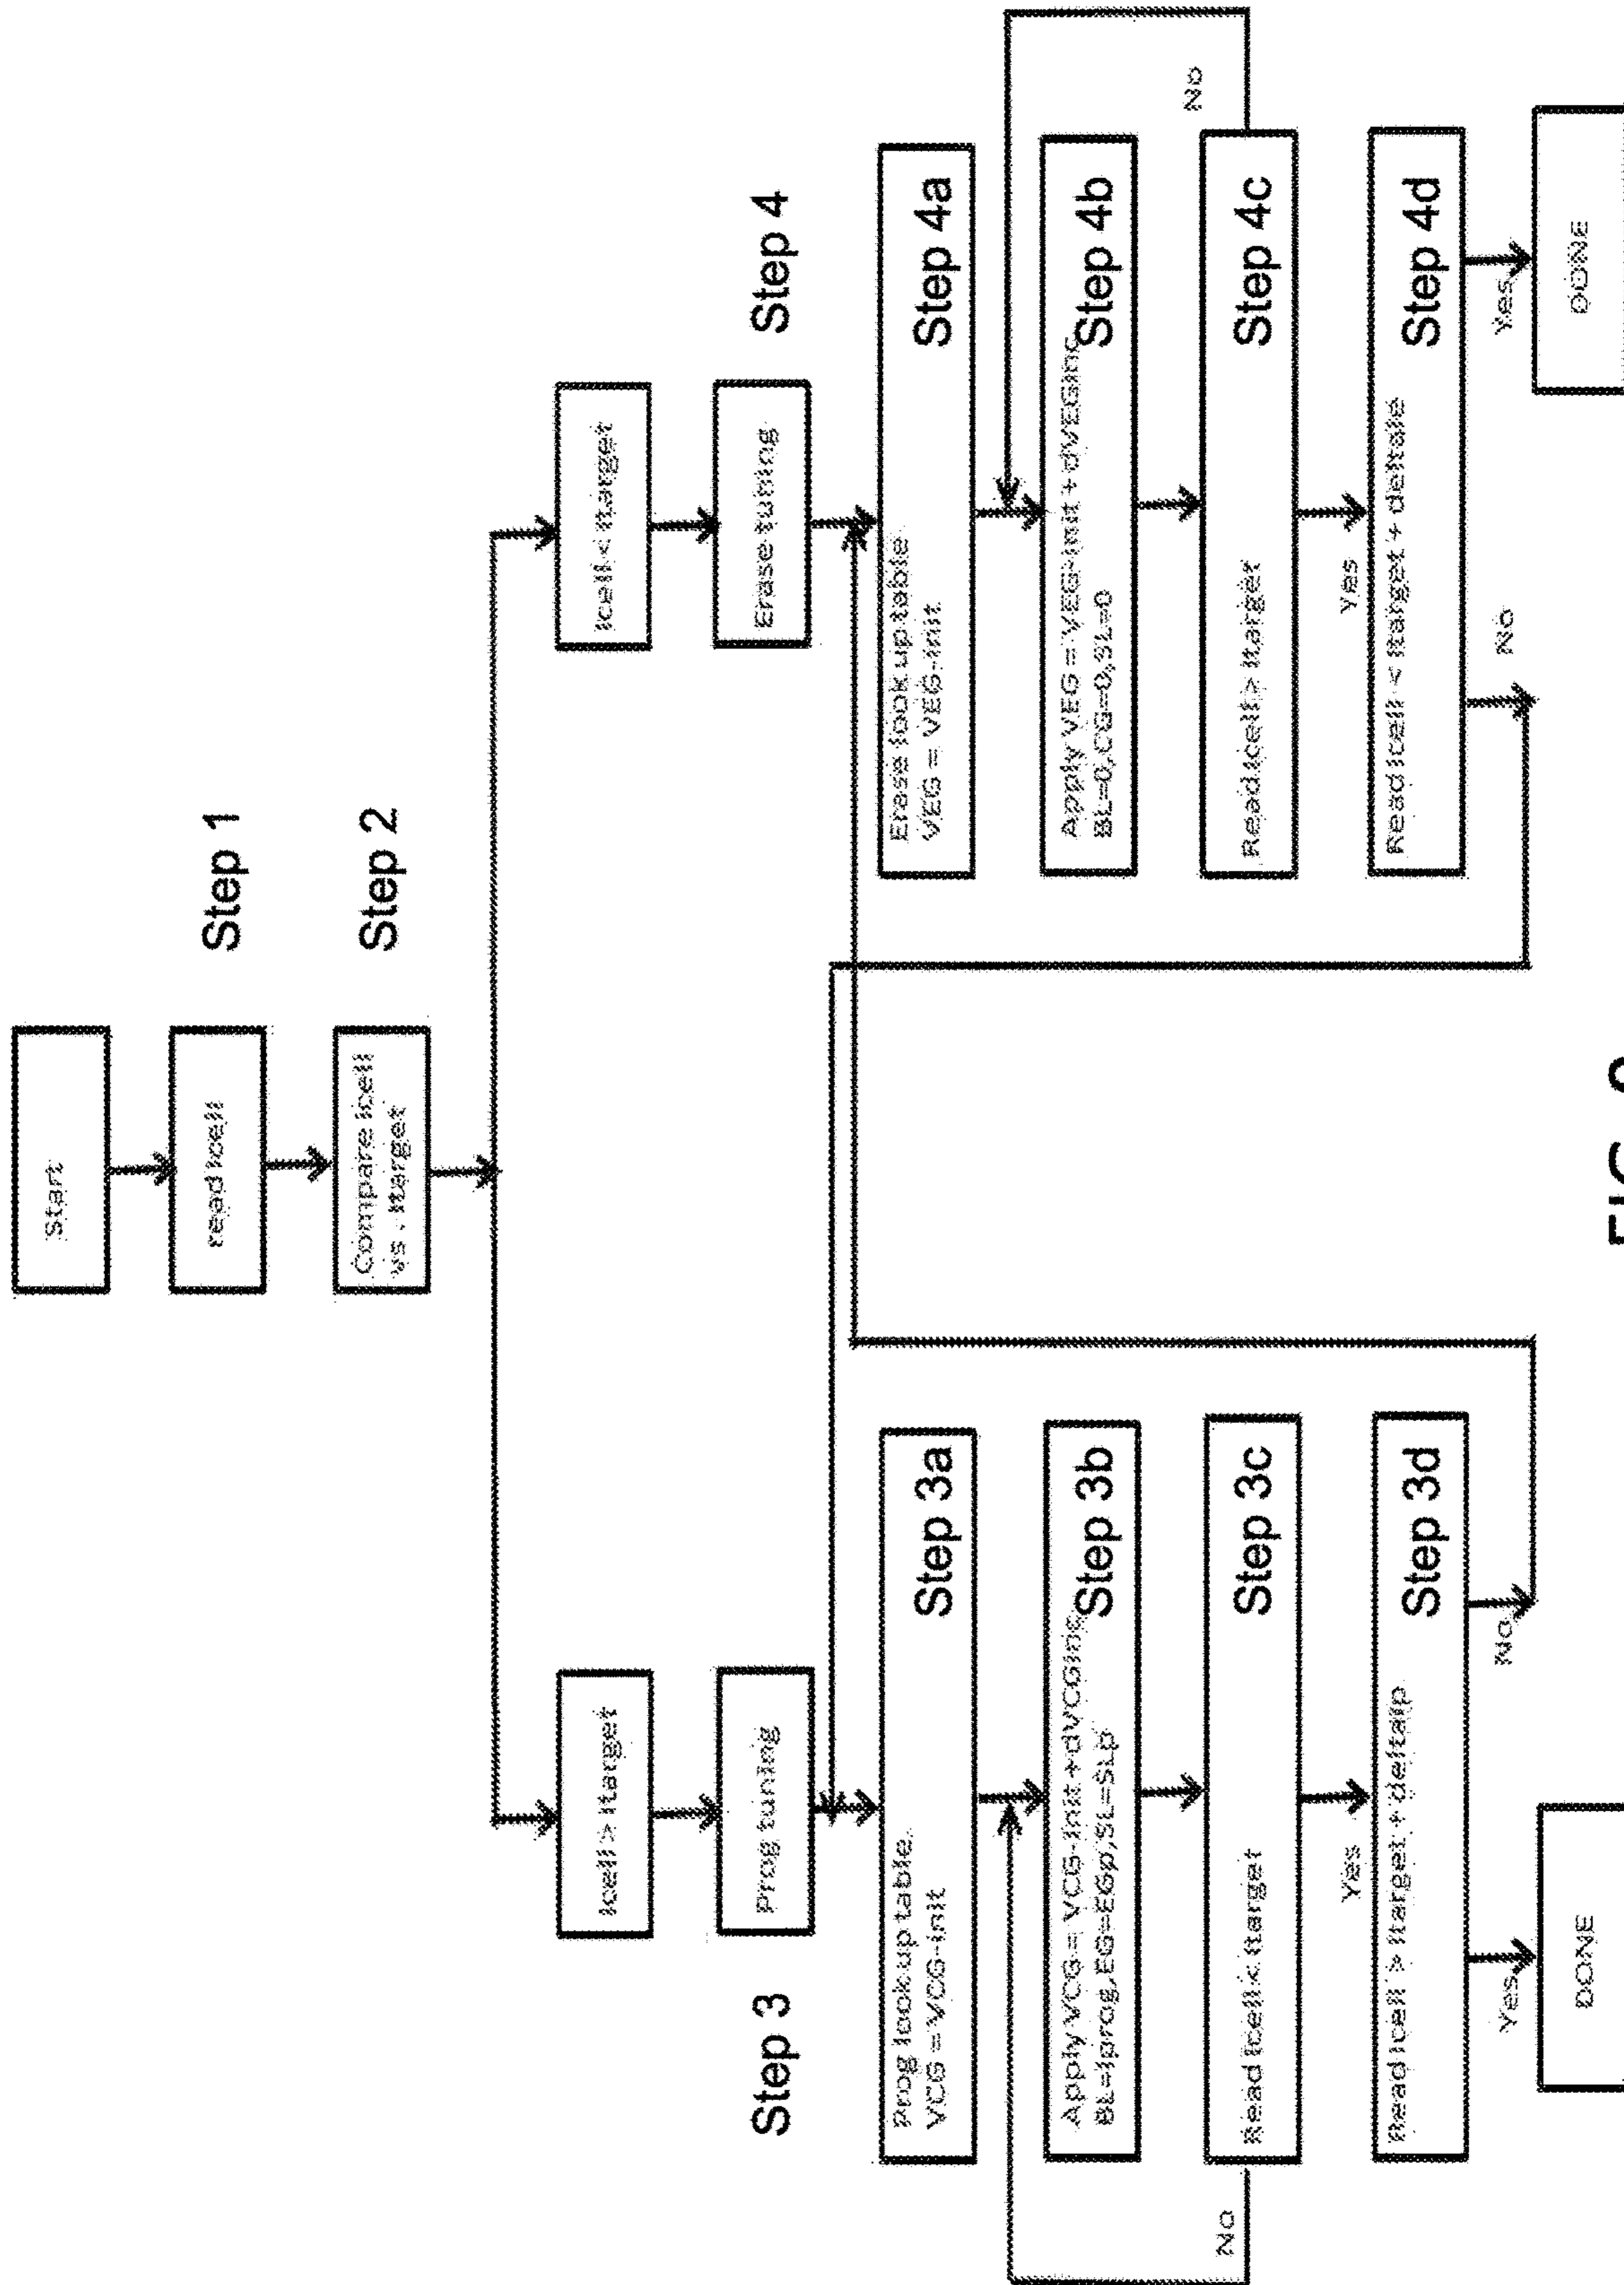 Start
read Icell
Step 1
Compare Icell
vs. Itarget
Step 2
Icell > Itarget
Prog tuning
Step 3
Prog look up table.
VCG = VCG-init
Step 3a
Apply VCG = VCG-init + dVCGinc
BL=Iprog,EG=EGp,SL=SLp
Step 3b
Read Icell < Itarget
Step 3c
No
Yes
Read Icell > Itarget + deltaIp
Step 3d
Yes
No
DONE
Icell < Itarget
Erase tuning
Step 4
Erase look up table
VEG = VEG-init
Step 4a
Apply VEG = VEG-init + dVEGinc
BL=0,CG=0,SL=0
Step 4b
Read Icell > Itarget
Step 4c
No
Yes
Read Icell < Itarget + deltaIe
Step 4d
No
Yes
DONE
FIG.